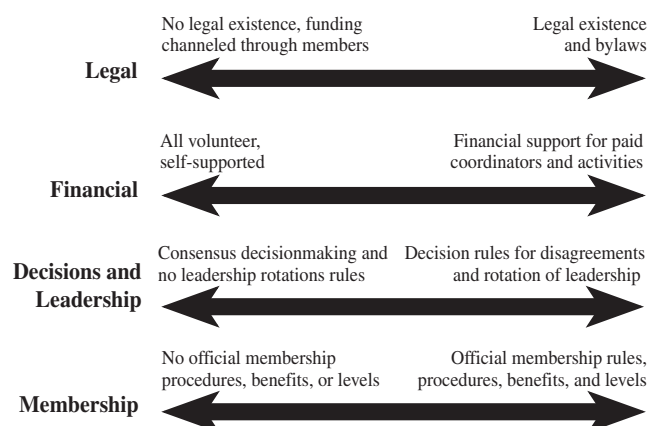 No legal existence, funding
channeled through members
Legal existence
and bylaws
Legal
All volunteer,
self-supported
Financial support for paid
coordinators and activities
Financial
Consensus decisionmaking and
no leadership rotations rules
Decision rules for disagreements
and rotation of leadership
Decisions and
Leadership
No official membership
procedures, benefits, or levels
Official membership rules,
procedures, benefits, and levels
Membership